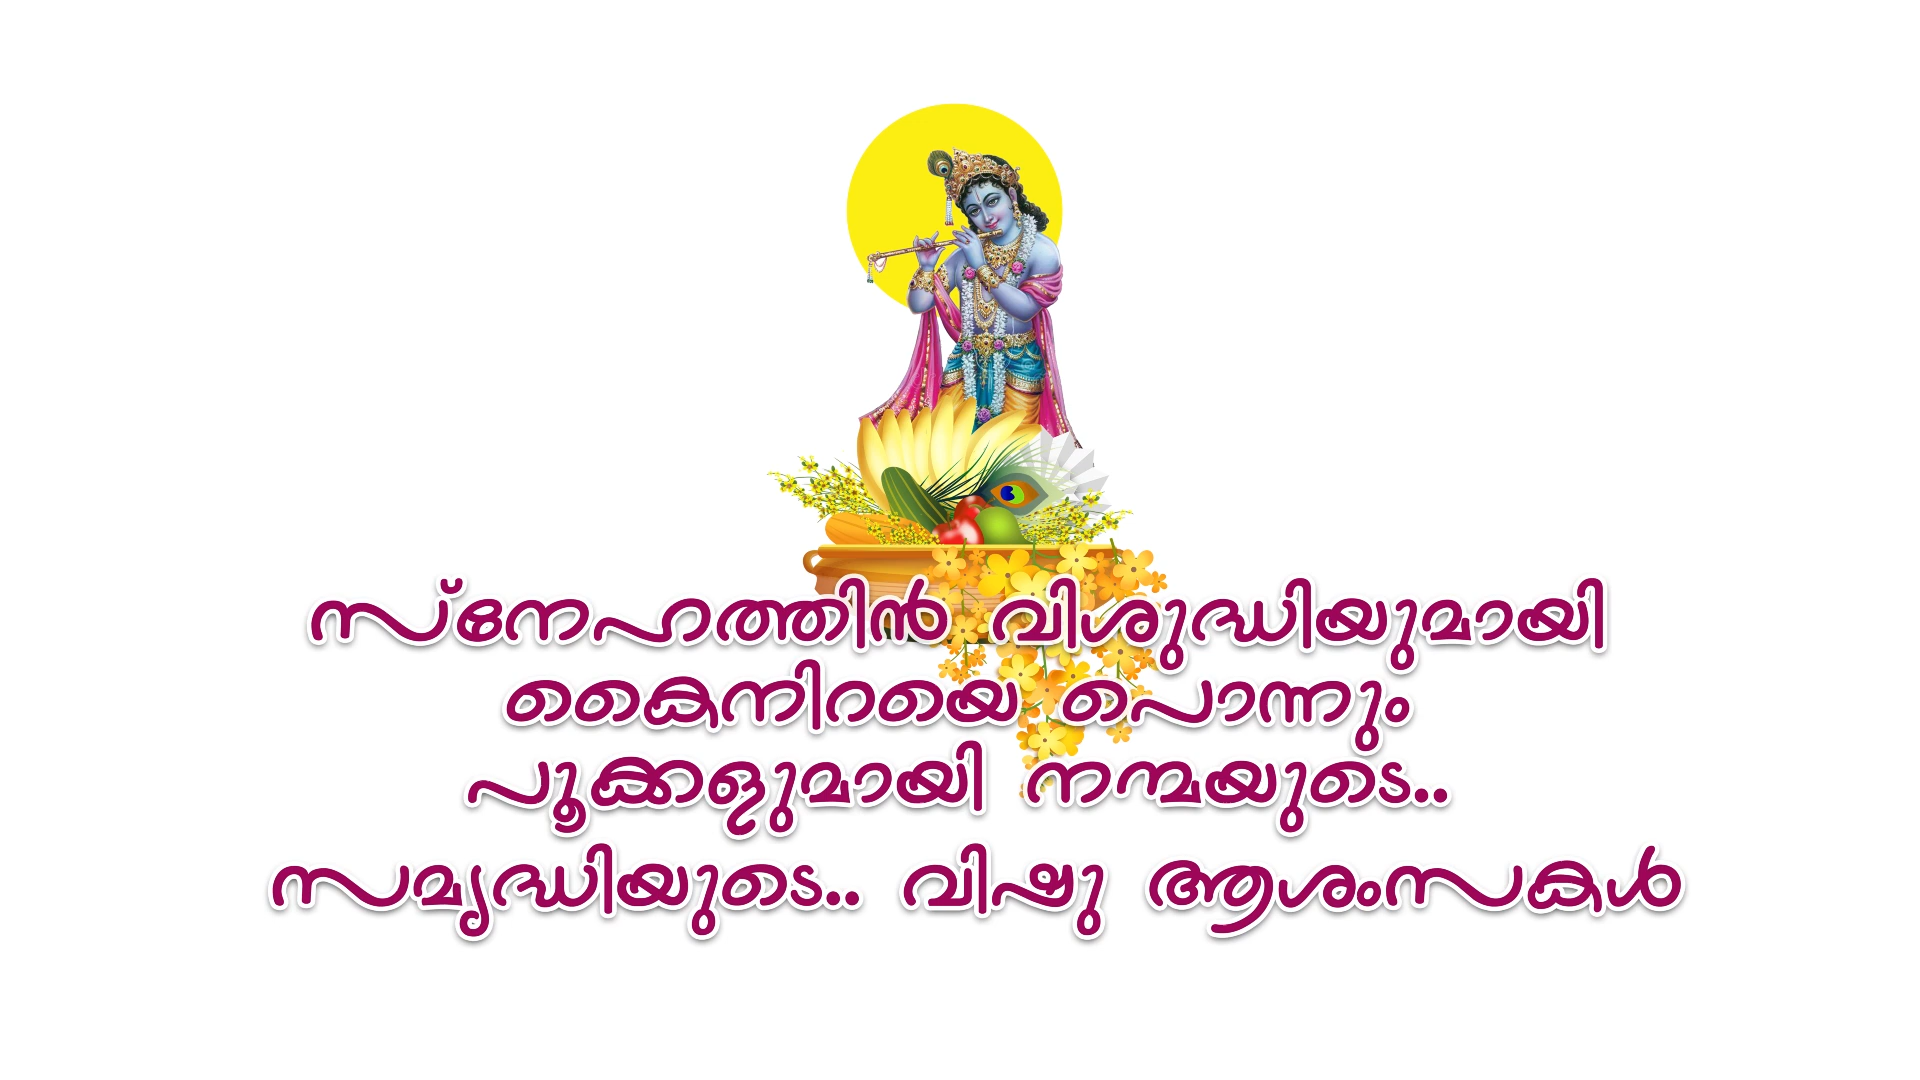 സ്നേഹത്തിൻ വിശുദ്ധിയുമായി
കൈനിറയെ പൊന്നും
പൂക്കളുമായി നന്മയുടെ..
സമൃദ്ധിയുടെ.. വിഷു ആശംസകൾ